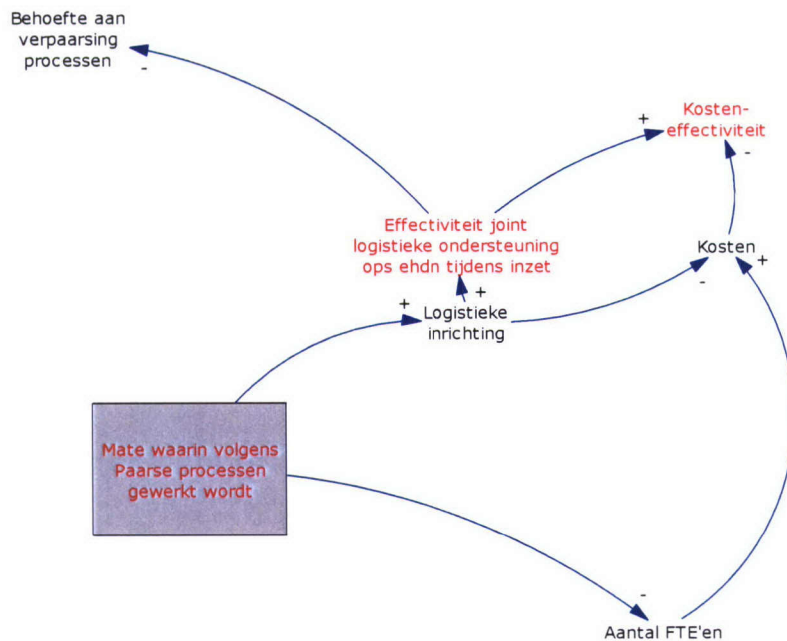 Behoefte aan
verpaarsing
processen
-
+
Kosten-
effectiviteit
-
Effectiviteit joint
logistieke ondersteuning
ops ehdn tijdens inzet
Kosten
+
-
+
+
Logistieke
inrichting
Mate waarin volgens
Paarse processen
gewerkt wordt
-
Aantal FTE'en